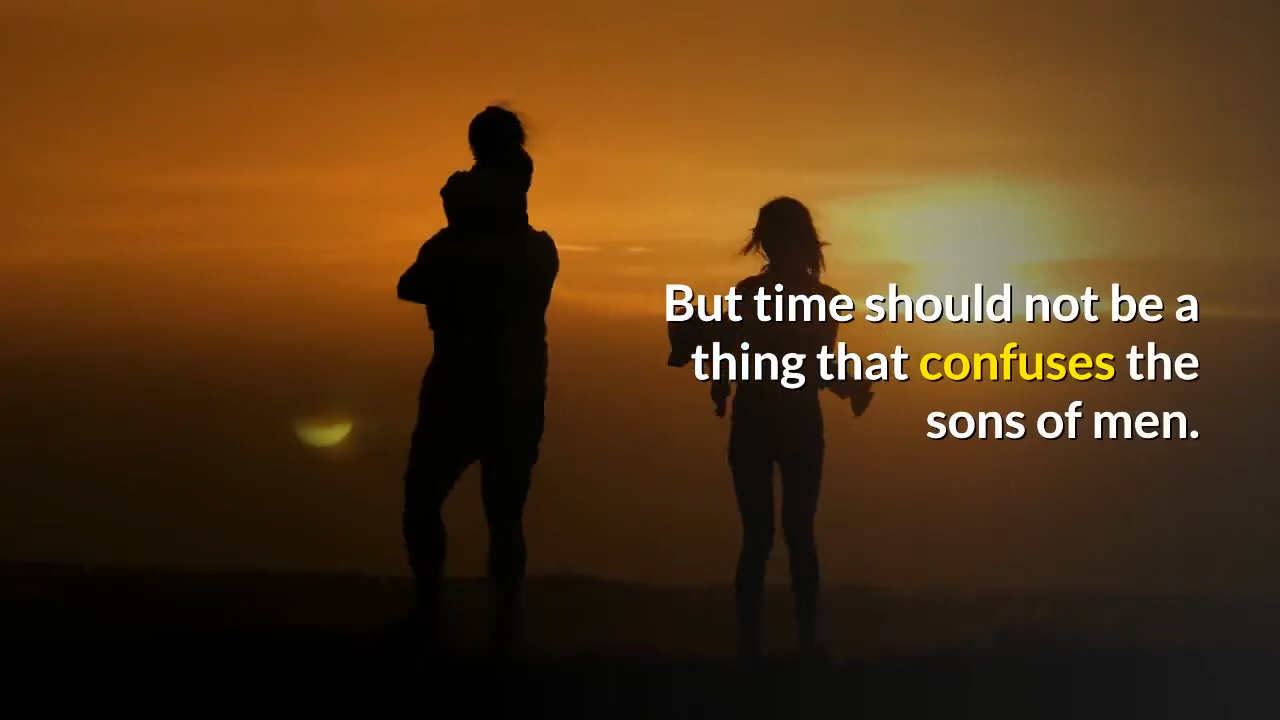 But time should not be a
thing that confuses the
sons of men.